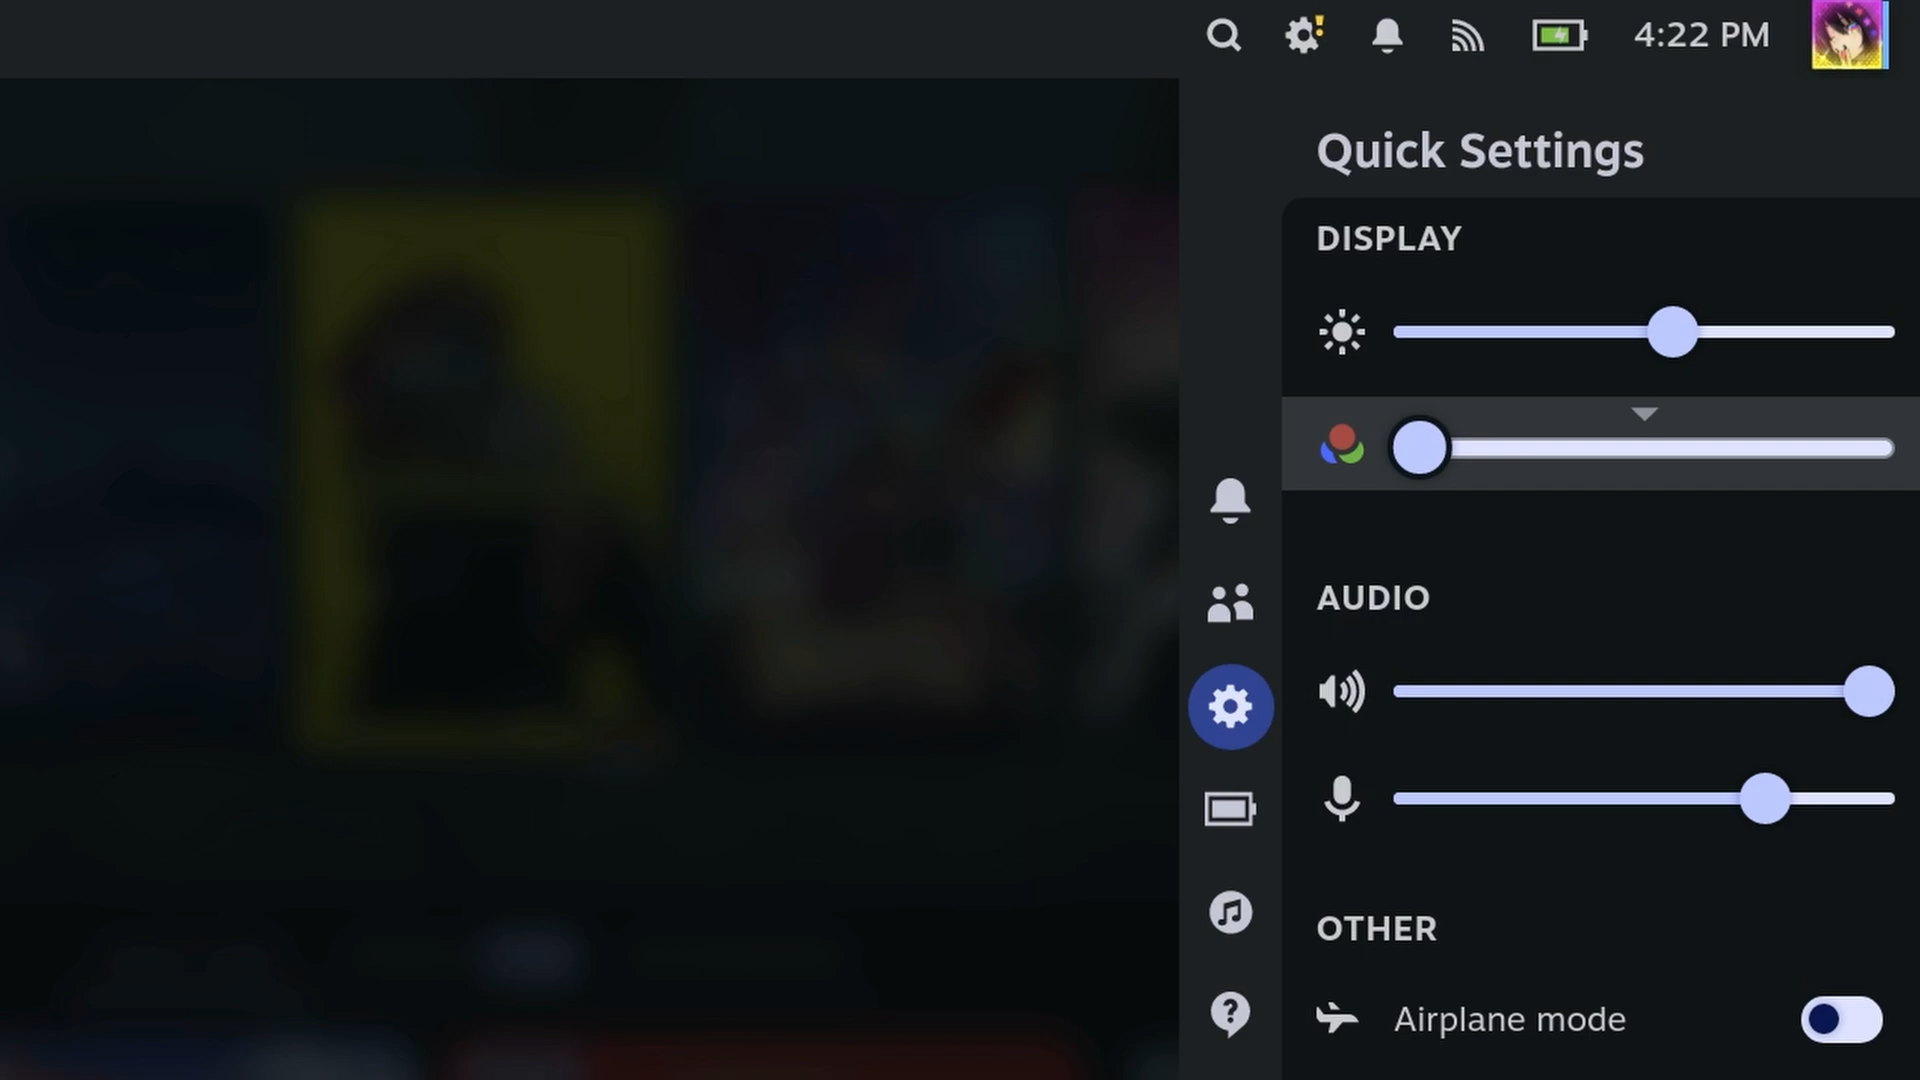 4:22 PM
Quick Settings
DISPLAY
AUDIO
OTHER
Airplane mode